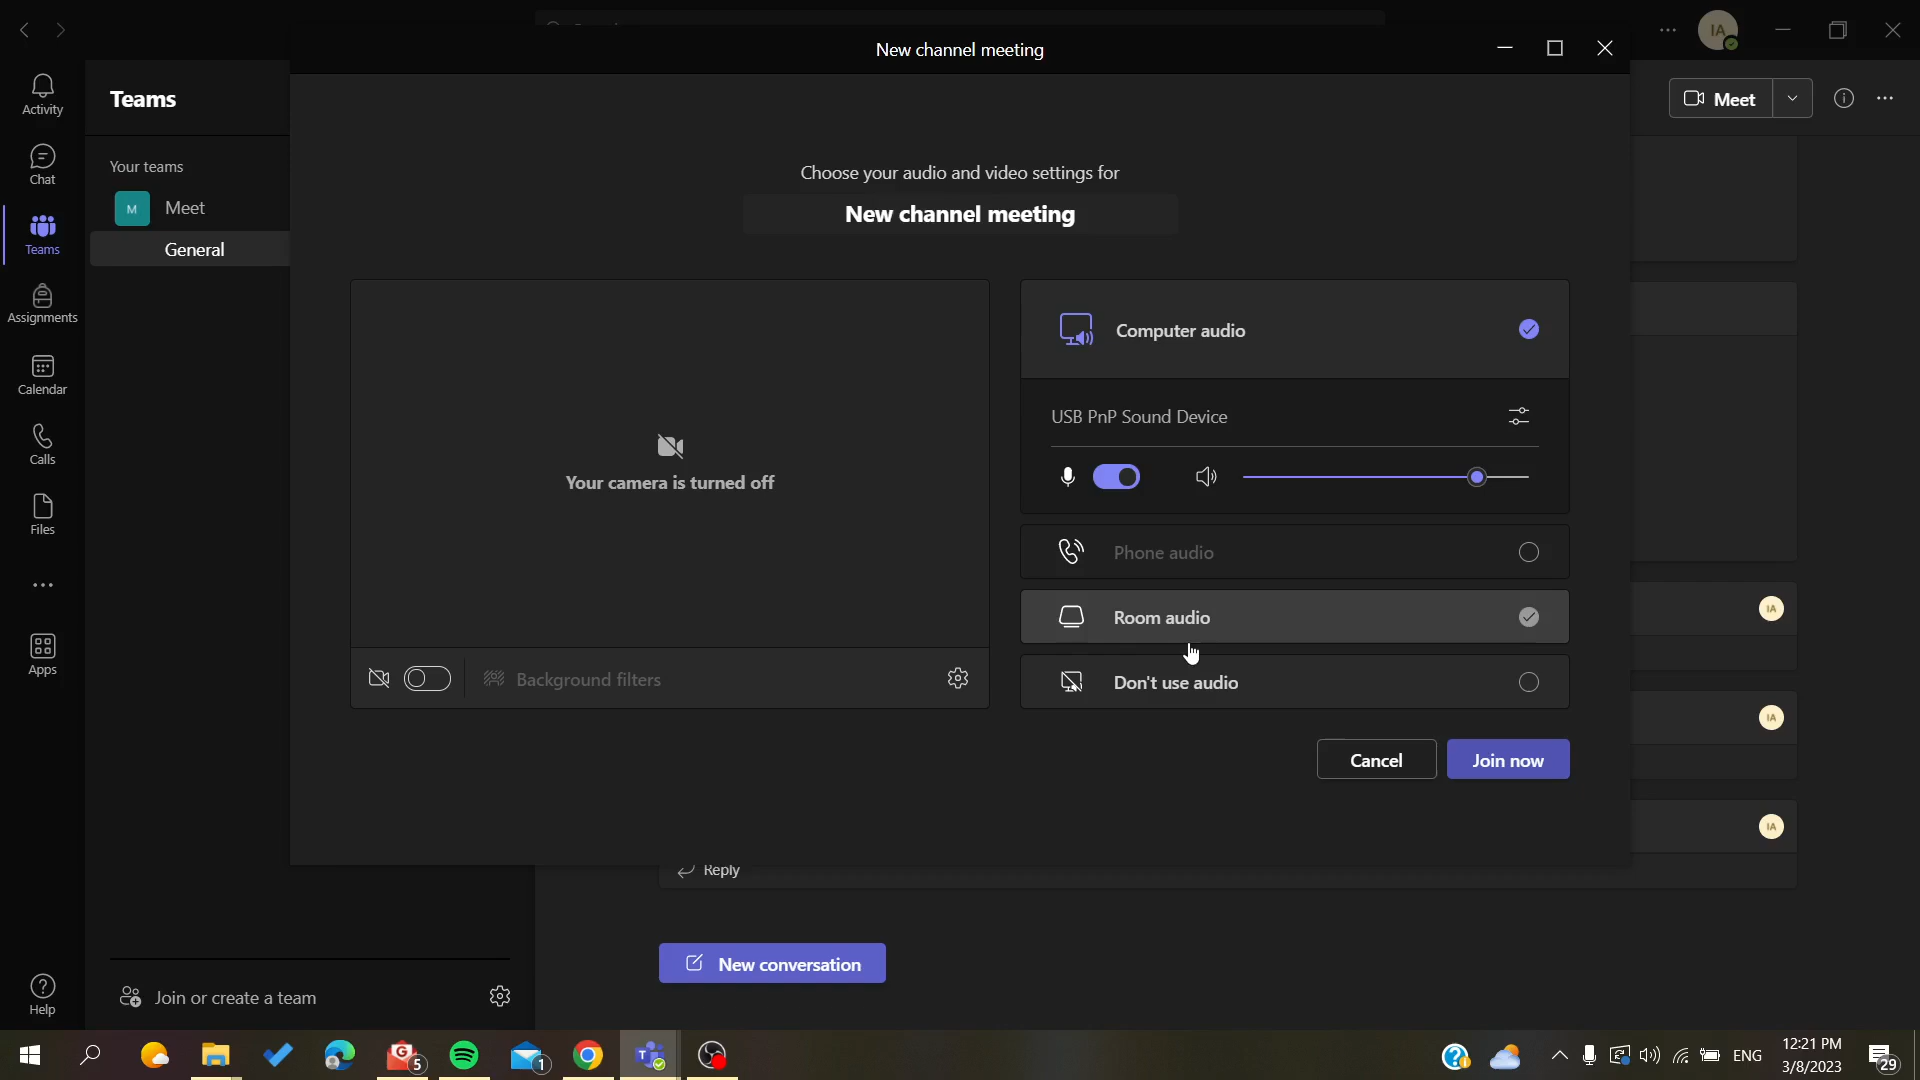 New channel meeting
IA
Activity
Chat
Teams
Assignments
Calendar
Calls
Files
Apps
Help
Teams
Your teams
M Meet
General
Join or create a team
Meet
Choose your audio and video settings for
New channel meeting
Your camera is turned off
Background filters
Computer audio
USB PnP Sound Device
Phone audio
Room audio
Don't use audio
Cancel
Join now
IA
IA
IA
Reply
New conversation
5
1
ENG
12:21 PM
3/8/2023
29